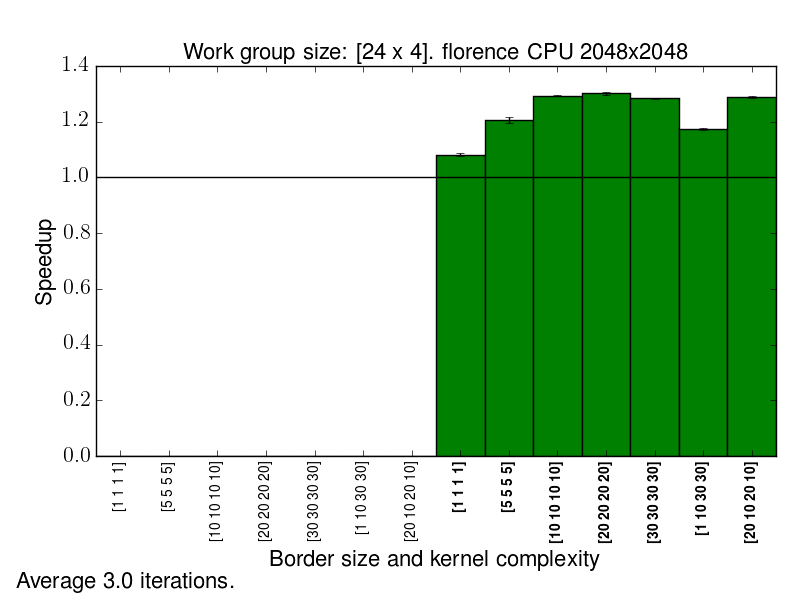 Work group size: [24 x 4]. florence CPU 2048x2048
1.4
1.2
1.0
0.8
0.6
0.4
0.2
0.0
Speedup
[1 1 1 1]
[5 5 5 5]
[10 10 10 10]
[20 20 20 20]
[30 30 30 30]
[1 10 30 30]
[20 10 20 10]
[1 1 1 1]
[5 5 5 5]
[10 10 10 10]
[20 20 20 20]
[30 30 30 30]
[1 10 30 30]
[20 10 20 10]
Border size and kernel complexity
Average 3.0 iterations.